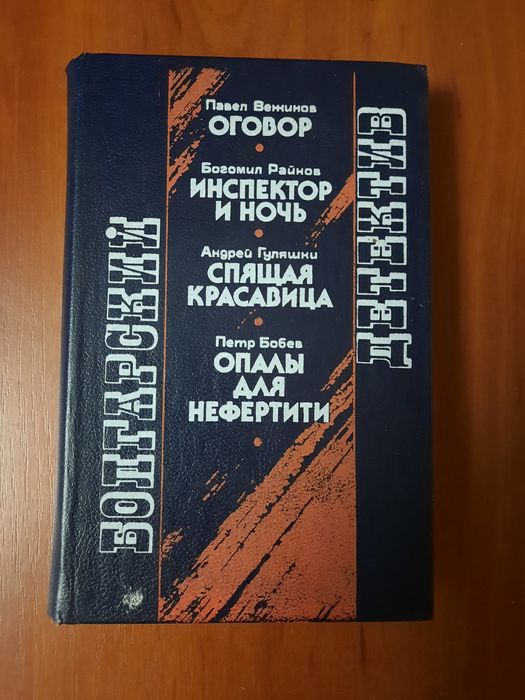 БОЛГАРСКИЙ
ДЕТЕКТИВ
Павел Вежинов
ОГОВОР
Богомил Райнов
ИНСПЕКТОР
И НОЧЬ
Андрей Гуляшки
СПЯЩАЯ
КРАСАВИЦА
Петр Бобев
ОПАЛЫ
ДЛЯ
НЕФЕРТИТИ